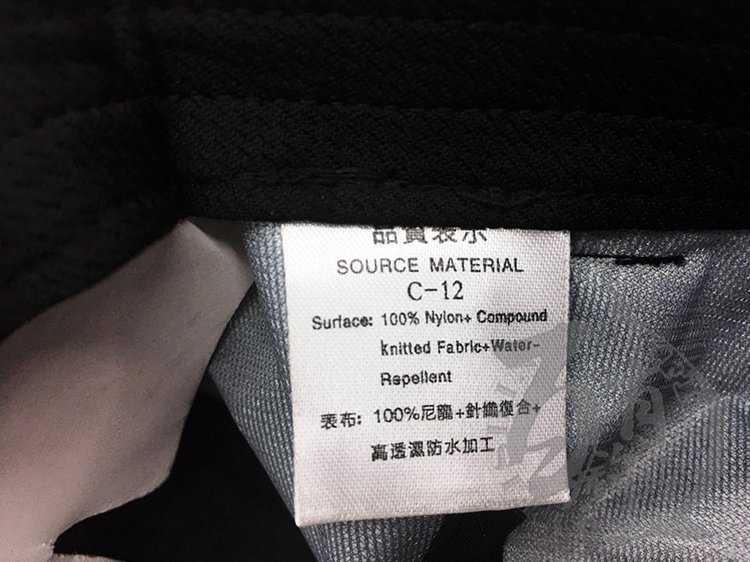 品質表示
SOURCE MATERIAL
C-12
Surface: 100% Nylon+ Compound
Knitted Fabric+Water-
Repellent
表布: 100%尼龍+針織復合+
高透濕防水加工